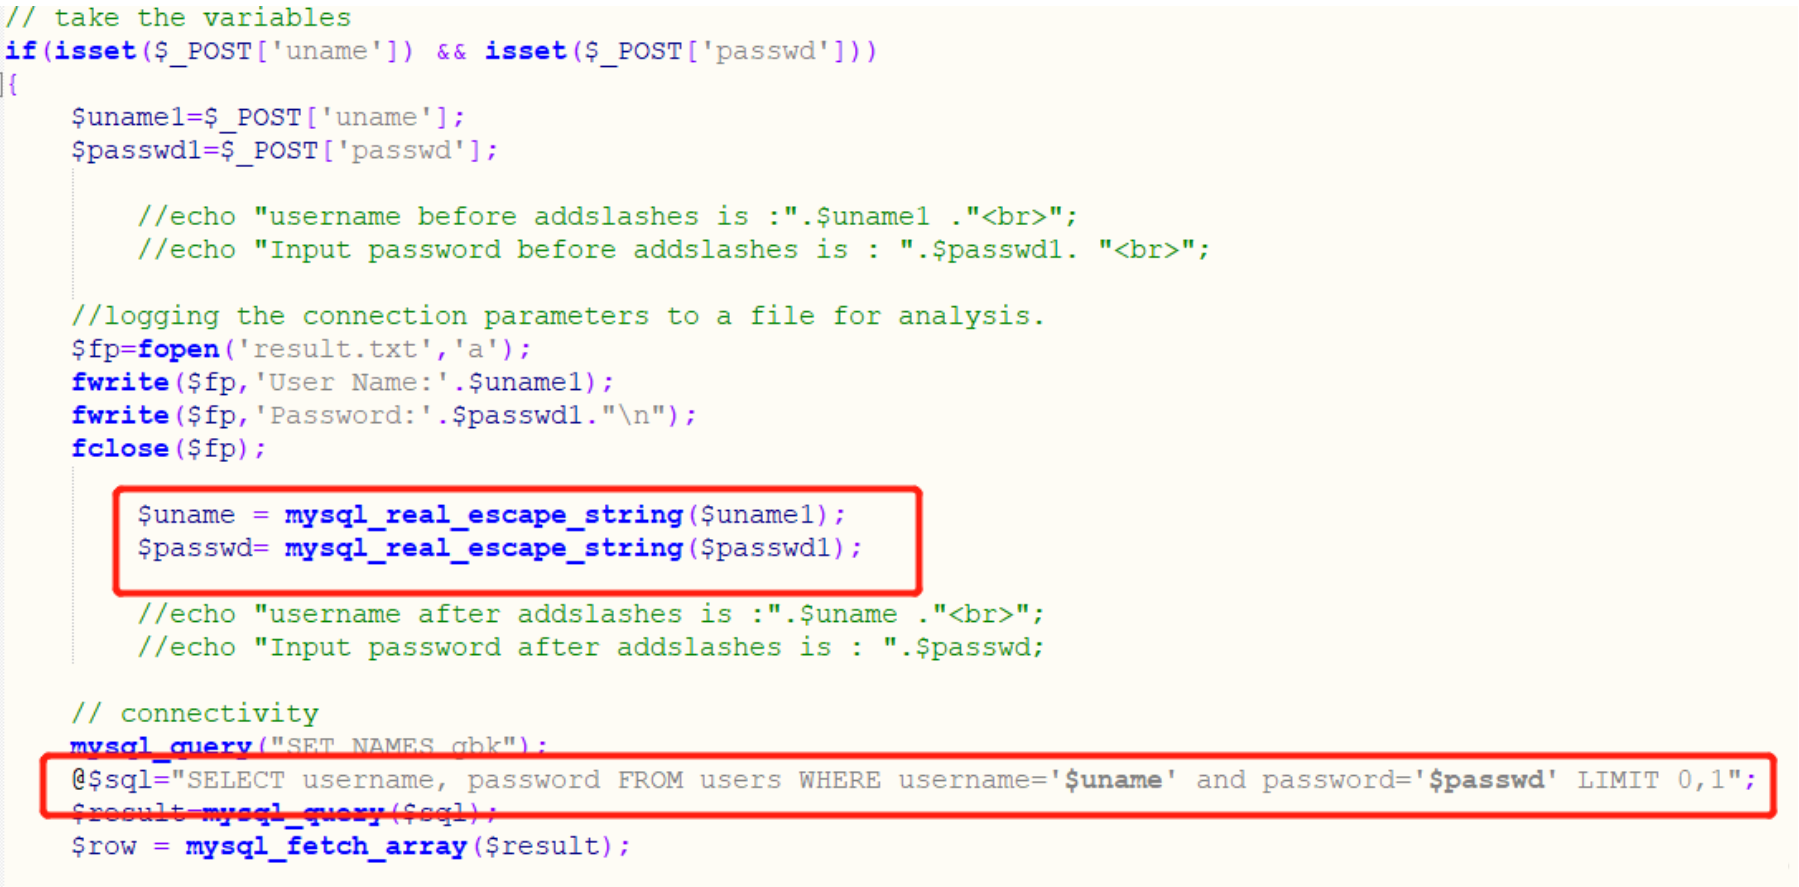 // take the variables
if(isset($_POST['uname']) && isset($_POST['passwd']))
{
$uname1=$_POST['uname'];
$passwd1=$_POST['passwd'];
//echo "username before addslashes is :".$uname1 ."<br>";
//echo "Input password before addslashes is : ".$passwd1. "<br>";
//logging the connection parameters to a file for analysis.
$fp=fopen('result.txt','a');
fwrite($fp,'User Name:'.$uname1);
fwrite($fp,'Password:'.$passwd1."\n");
fclose($fp);
$uname = mysql_real_escape_string($uname1);
$passwd= mysql_real_escape_string($passwd1);
//echo "username after addslashes is :".$uname ."<br>";
//echo "Input password after addslashes is : ".$passwd;
// connectivity
mysql_query("SET NAMES gbk");
@$sql="SELECT username, password FROM users WHERE username='$uname' and password='$passwd' LIMIT 0,1";
$result=mysql_query($sql);
$row = mysql_fetch_array($result);